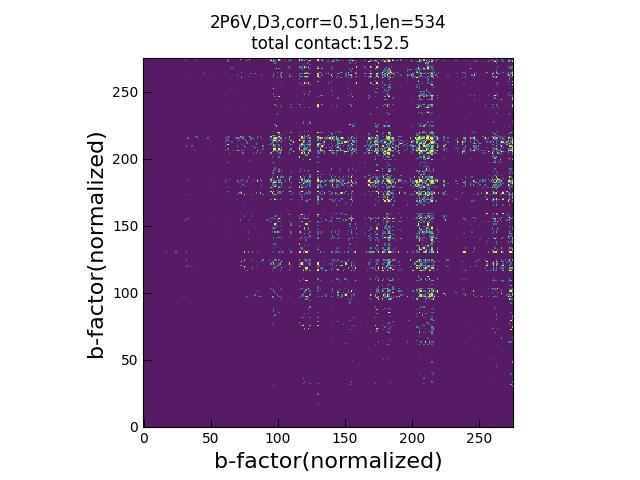 2P6V,D3,corr=0.51,len=534
total contact:152.5
250
200
150
100
50
0
b-factor(normalized)
0 50 100 150 200 250
b-factor(normalized)